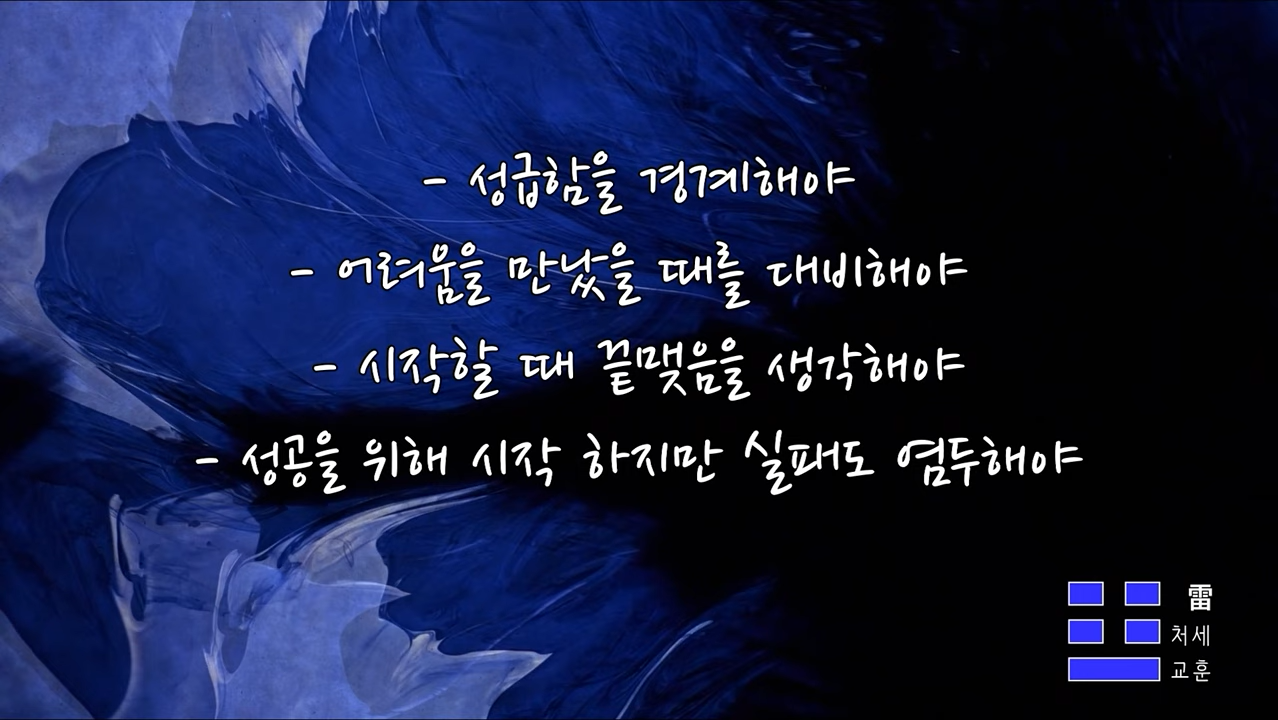 - 성급함을 경계해야
- 어려움을 만났을 때를 대비해야
- 시작할 때 끝맺음을 생각해야
- 성공을 위해 시작 하지만 실패도 염두해야
雷
처세
교훈